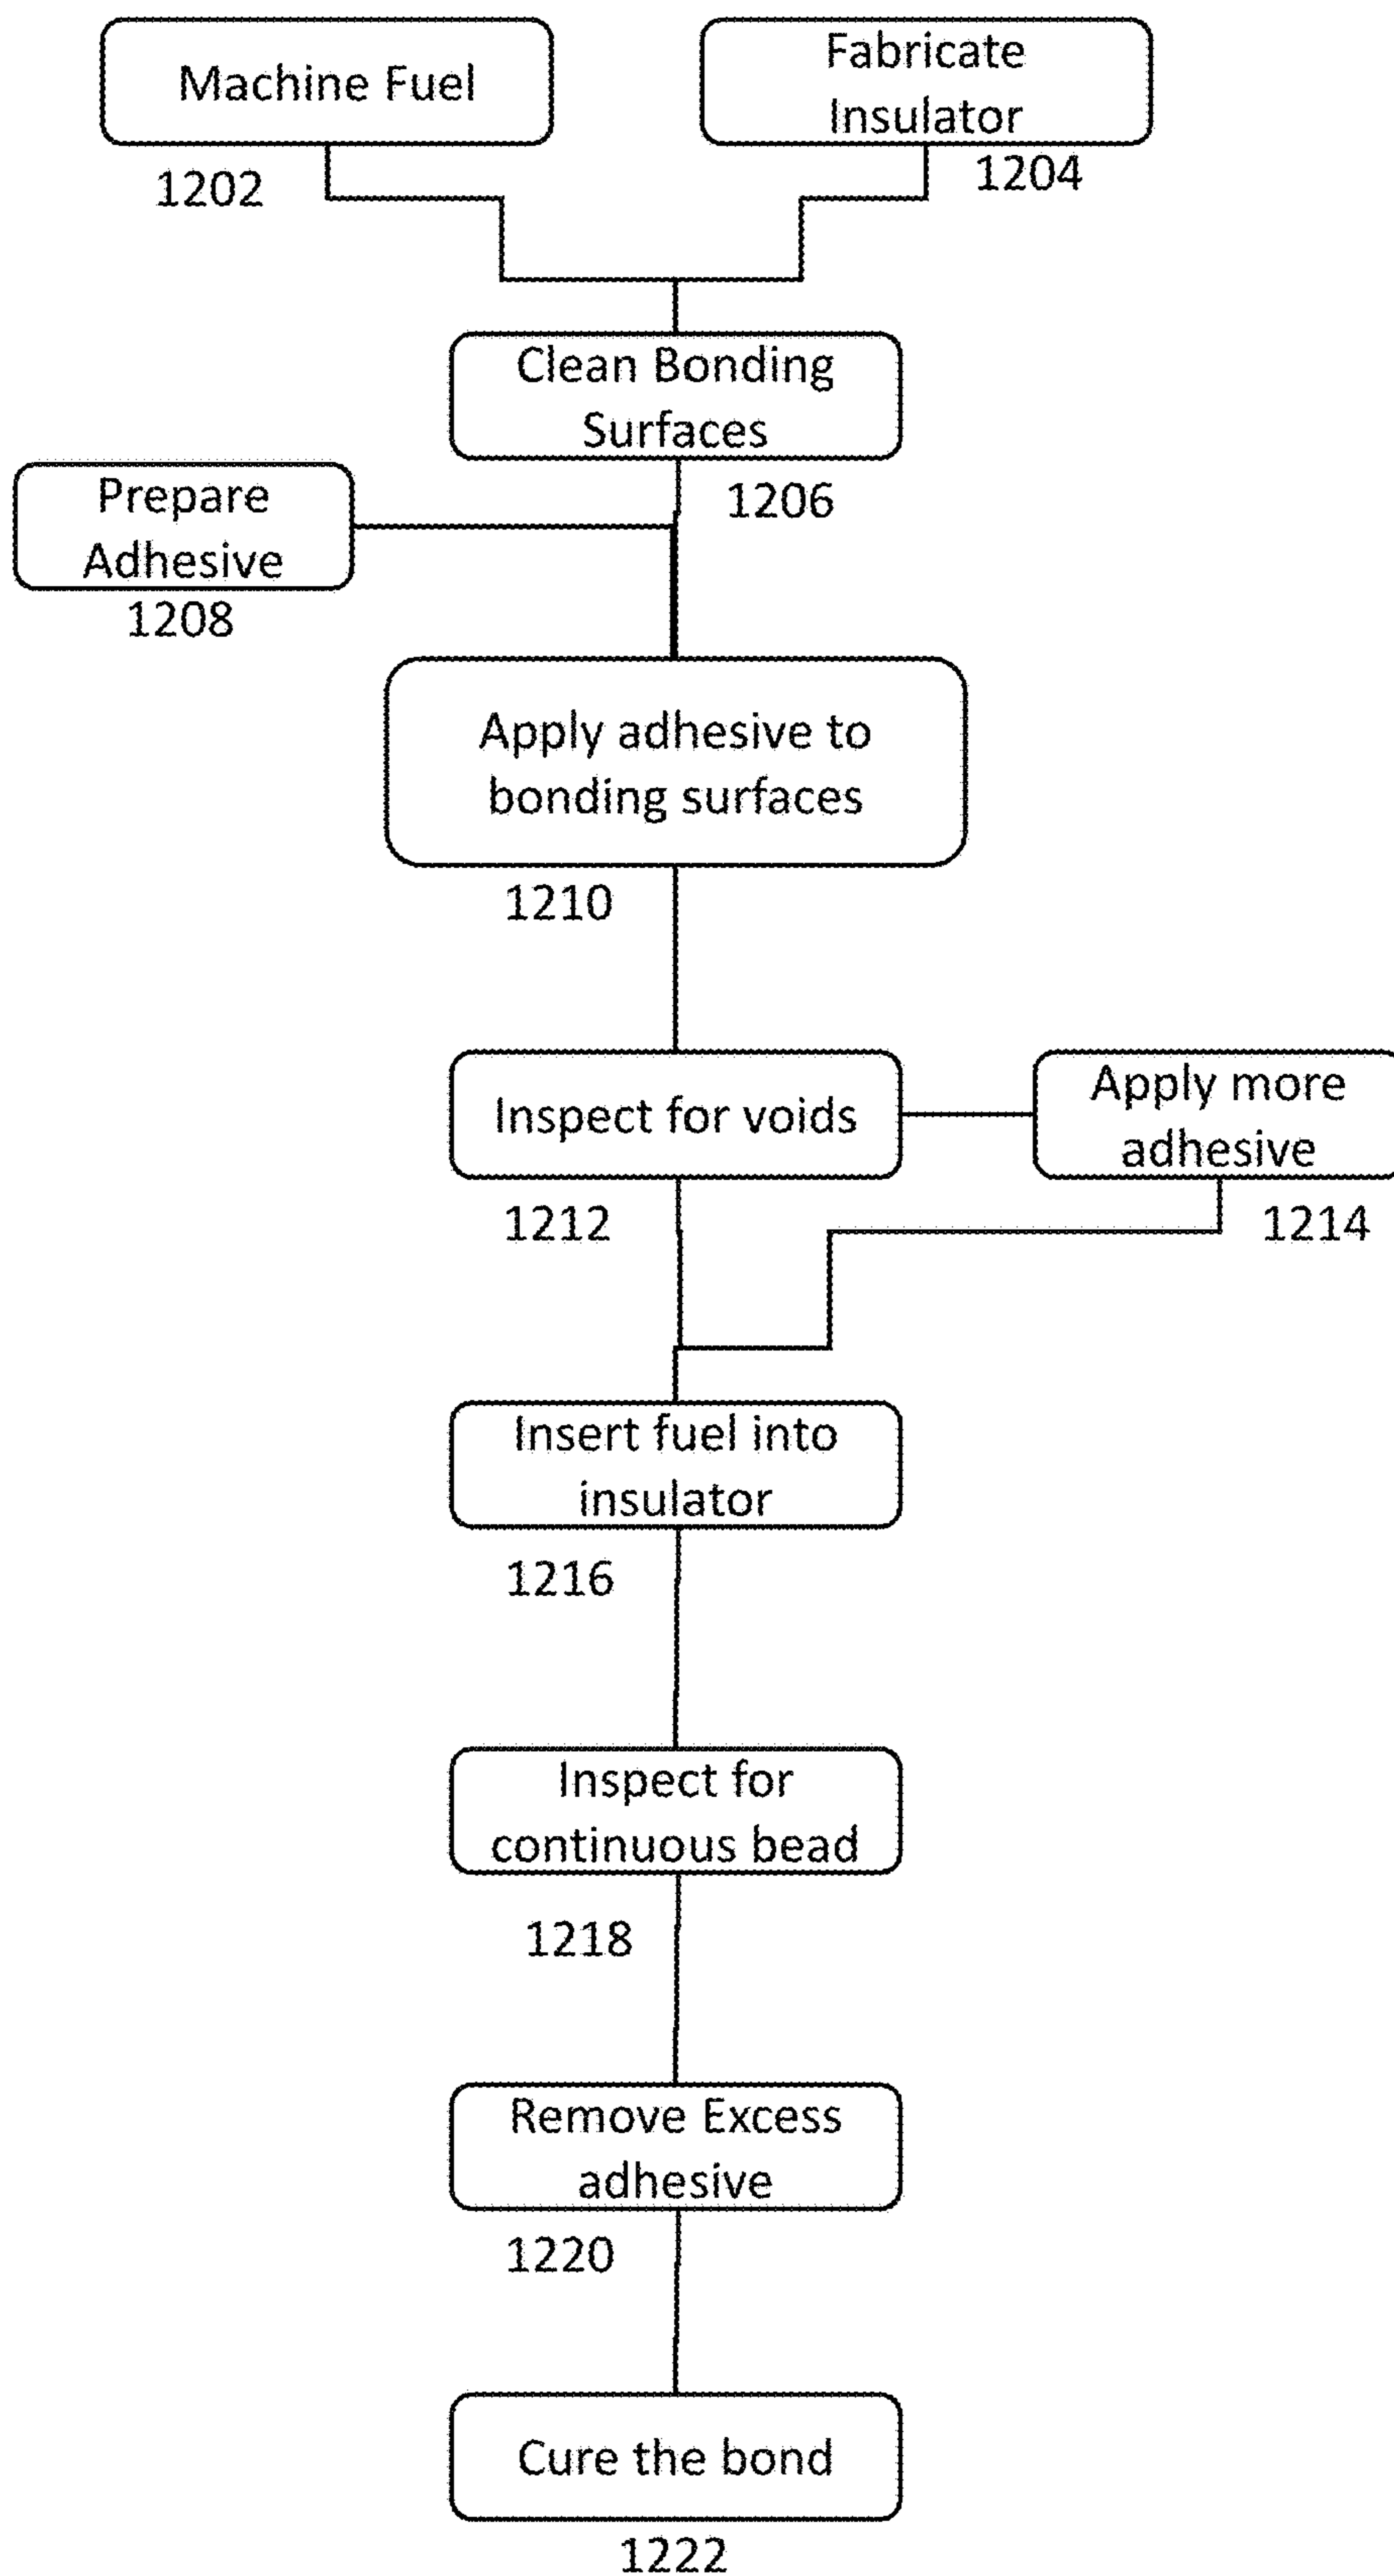 Machine Fuel
1202
Fabricate
Insulator
1204
Clean Bonding
Surfaces
1206
Prepare
Adhesive
1208
Apply adhesive to
bonding surfaces
1210
Inspect for voids
1212
Apply more
adhesive
1214
Insert fuel into
insulator
1216
Inspect for
continuous bead
1218
Remove Excess
adhesive
1220
Cure the bond
1222